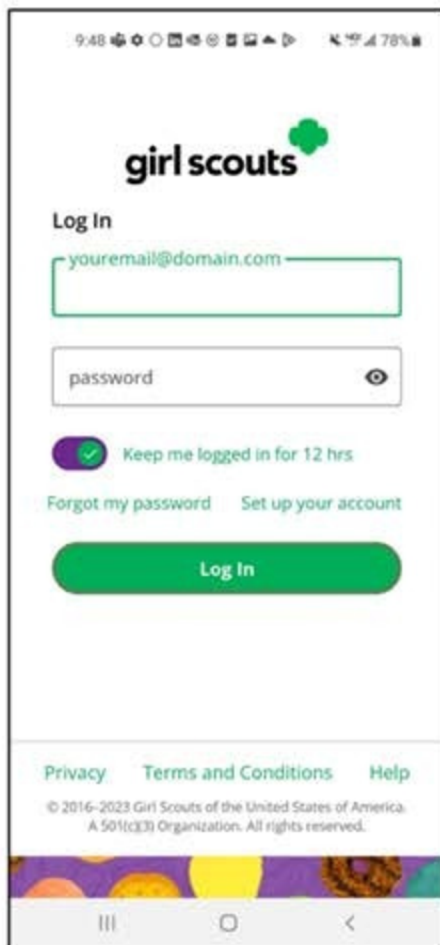 9:48
78%
girl scouts
Log In
youremail@domain.com
password
Keep me logged in for 12 hrs
Forgot my password Set up your account
Log In
Privacy Terms and Conditions Help
© 2016-2023 Girl Scouts of the United States of America.
A 501(c)(3) Organization. All rights reserved.